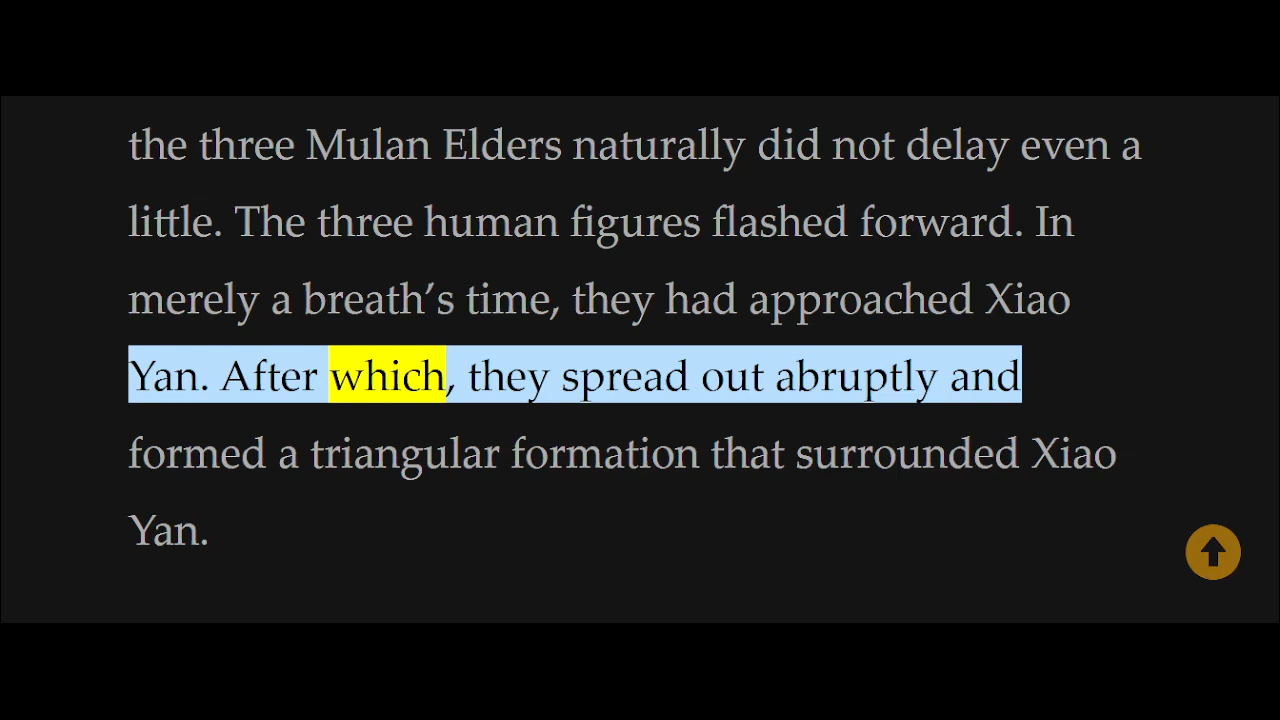 the three Mulan Elders naturally did not delay even a
little. The three human figures flashed forward. In
merely a breath’s time, they had approached Xiao
Yan. After which, they spread out abruptly and
formed a triangular formation that surrounded Xiao
Yan.